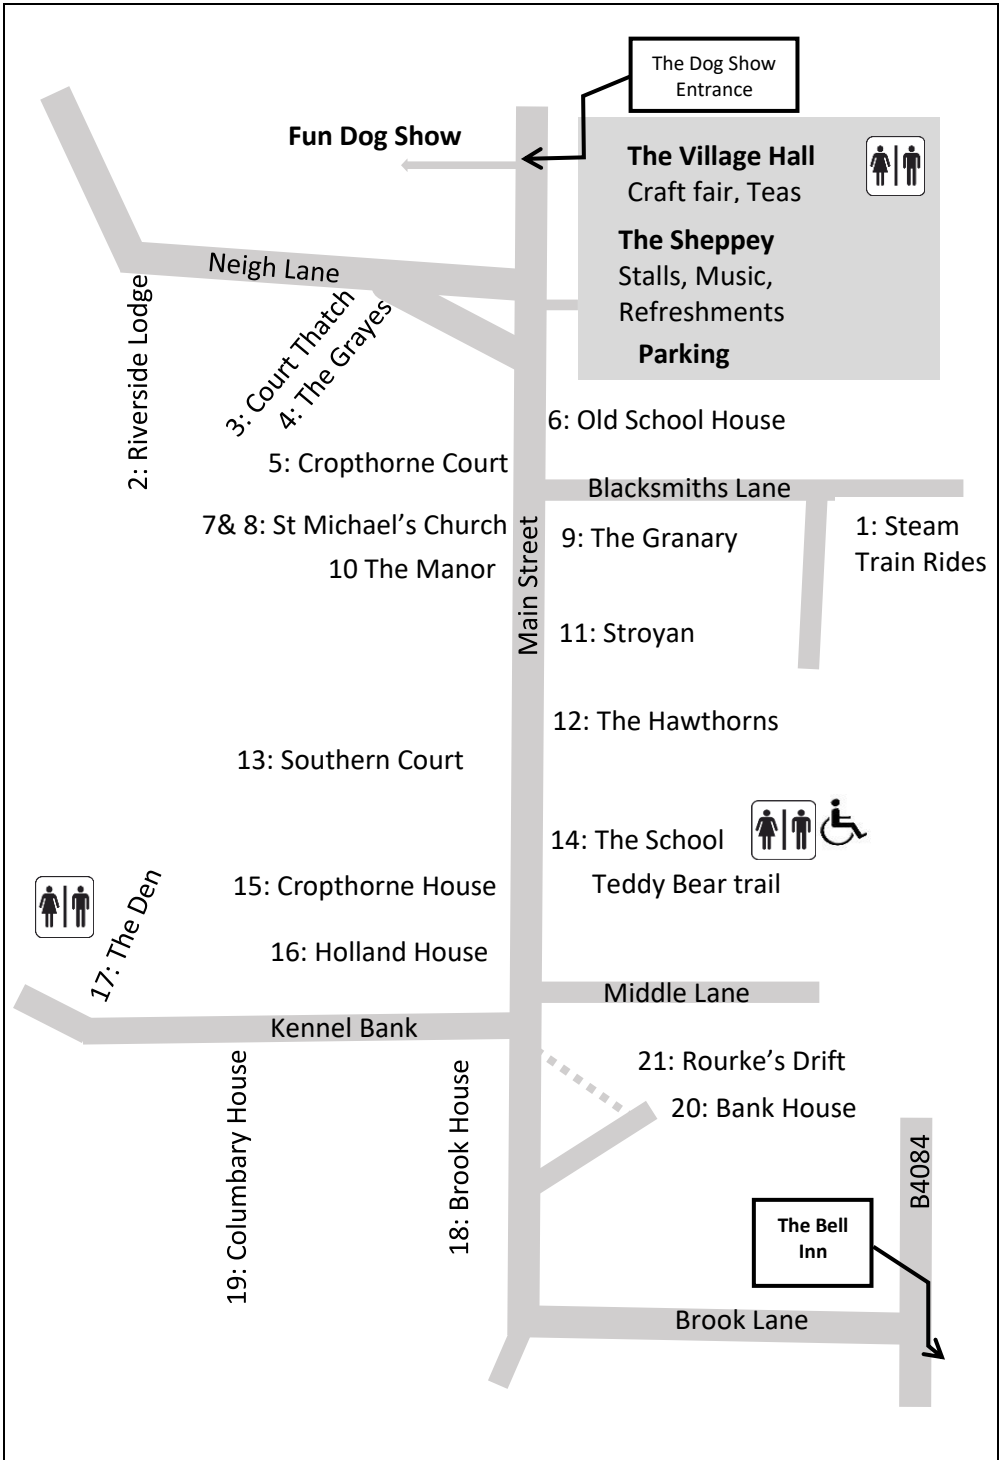 The Dog Show
Entrance
Fun Dog Show
The Village Hall
Craft fair, Teas
The Sheppey
Stalls, Music,
Refreshments
Parking
Neigh Lane
2: Riverside Lodge
3: Court Thatch
4: The Grayes
6: Old School House
5: Cropthorne Court
Blacksmiths Lane
7& 8: St Michael’s Church
9: The Granary
1: Steam
Train Rides
10 The Manor
Main Street
11: Stroyan
12: The Hawthorns
13: Southern Court
14: The School
Teddy Bear trail
15: Cropthorne House
17: The Den
16: Holland House
Middle Lane
Kennel Bank
21: Rourke’s Drift
20: Bank House
19: Columbary House
18: Brook House
B4084
The Bell
Inn
Brook Lane